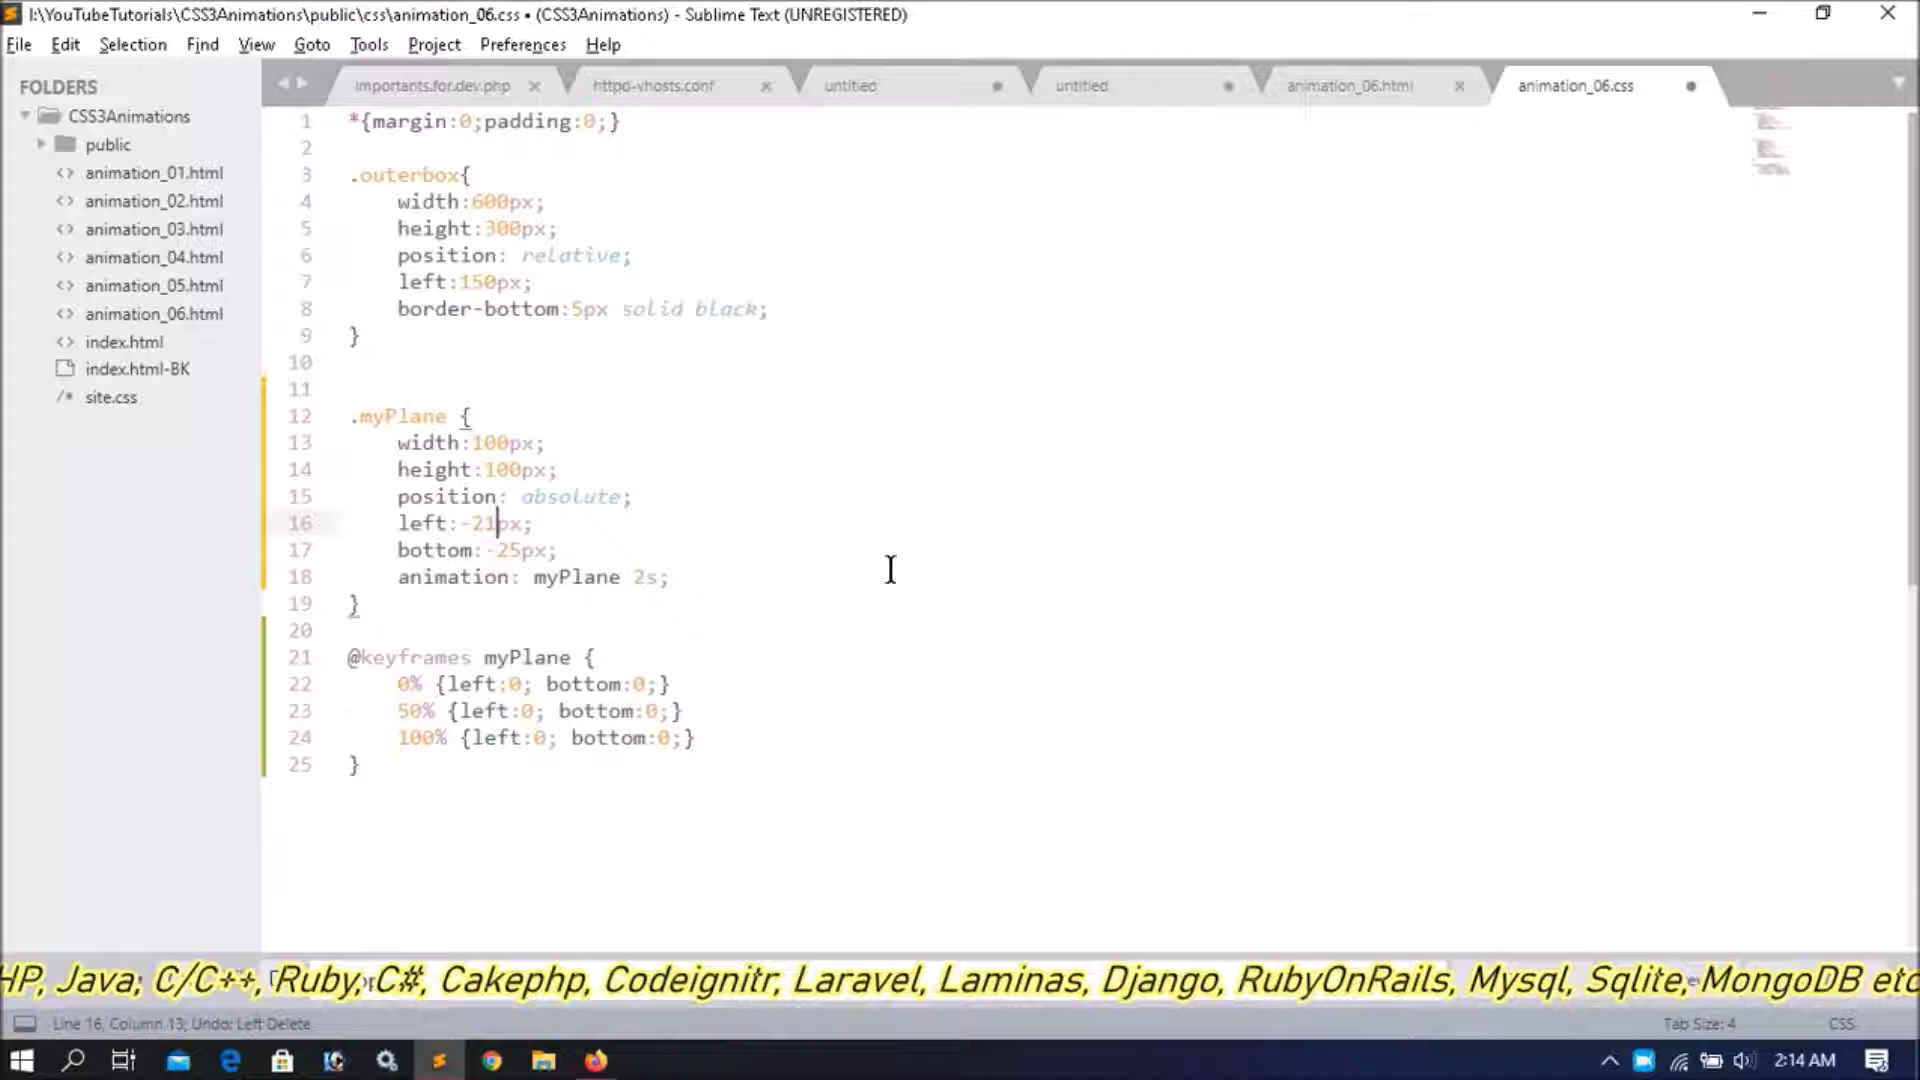 I:\YouTubeTutorials\CSS3Animations\public\css\animation_06.css • (CSS3Animations) - Sublime Text (UNREGISTERED)
File Edit Selection Find View Goto Tools Project Preferences Help
FOLDERS
CSS3Animations
public
animation_01.html
animation_02.html
animation_03.html
animation_04.html
animation_05.html
animation_06.html
index.html
index.html-BK
site.css
importants.for.dev.php httpd-vhosts.conf untitled untitled animation_06.html animation_06.css
1 *{margin:0;padding:0;}
2
3 .outerbox{
4 width:600px;
5 height:300px;
6 position: relative;
7 left:150px;
8 border-bottom:5px solid black;
9 }
10
11
12 .myPlane {
13 width:100px;
14 height:100px;
15 position: absolute;
16 left:-21px;
17 bottom:-25px;
18 animation: myPlane 2s;
19 }
20
21 @keyframes myPlane {
22 0% {left:0; bottom:0;}
23 50% {left:0; bottom:0;}
24 100% {left:0; bottom:0;}
25 }
HP, Java, C/C++, Ruby, C#, Cakephp, Codeignitr, Laravel, Laminas, Django, RubyOnRails, Mysql, Sqlite, MongoDB etc
Line 16, Column 13; Undo: Left Delete Tab Size: 4 CSS
2:14 AM